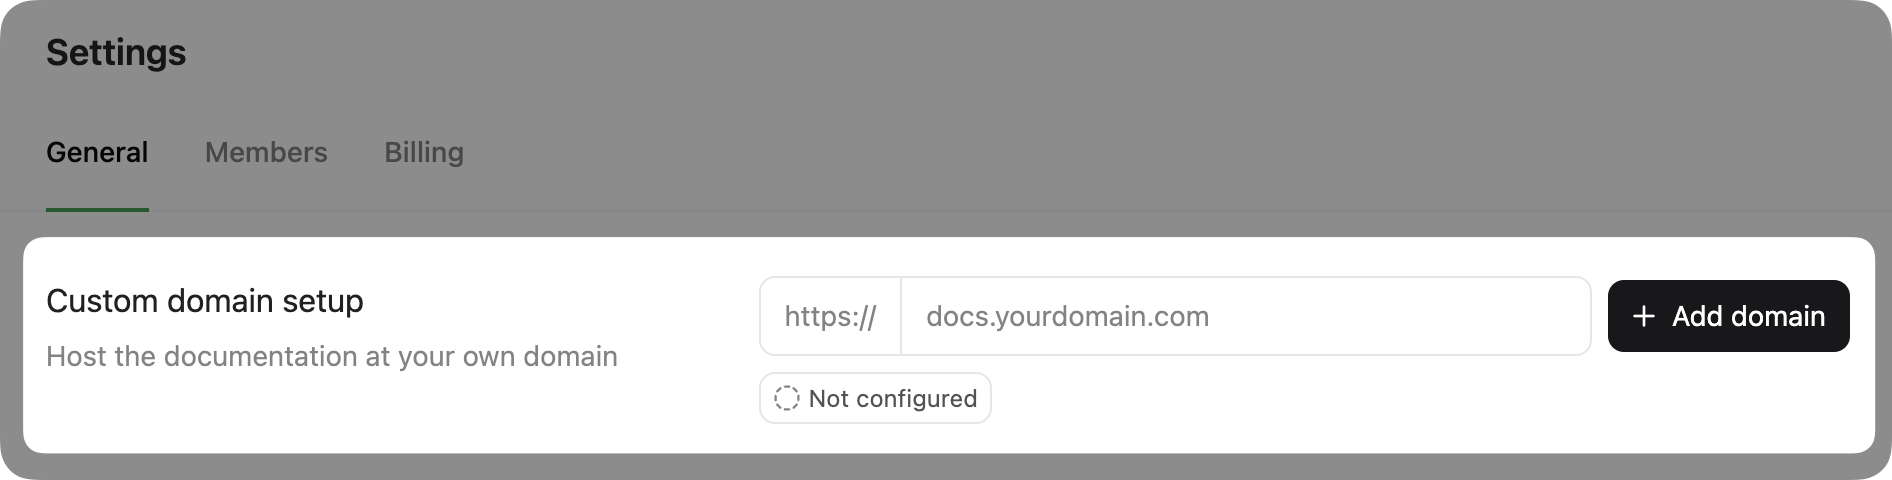 Settings
General Members Billing
Custom domain setup
Host the documentation at your own domain
https:// docs.yourdomain.com
+ Add domain
Not configured